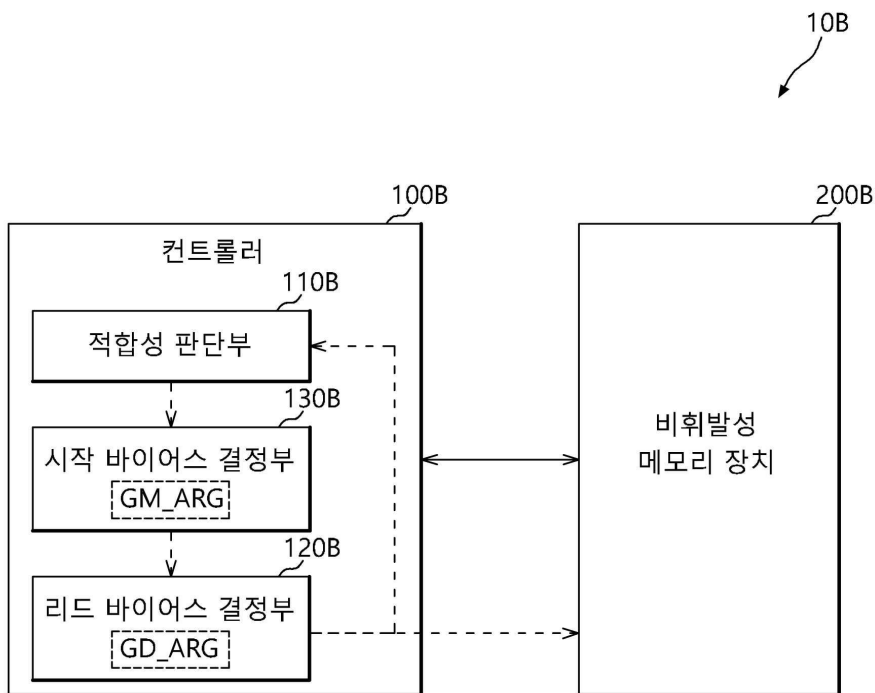 10B
100B
200B
컨트롤러
110B
적합성 판단부
130B
시작 바이어스 결정부
GM_ARG
비휘발성
메모리 장치
120B
리드 바이어스 결정부
GD_ARG